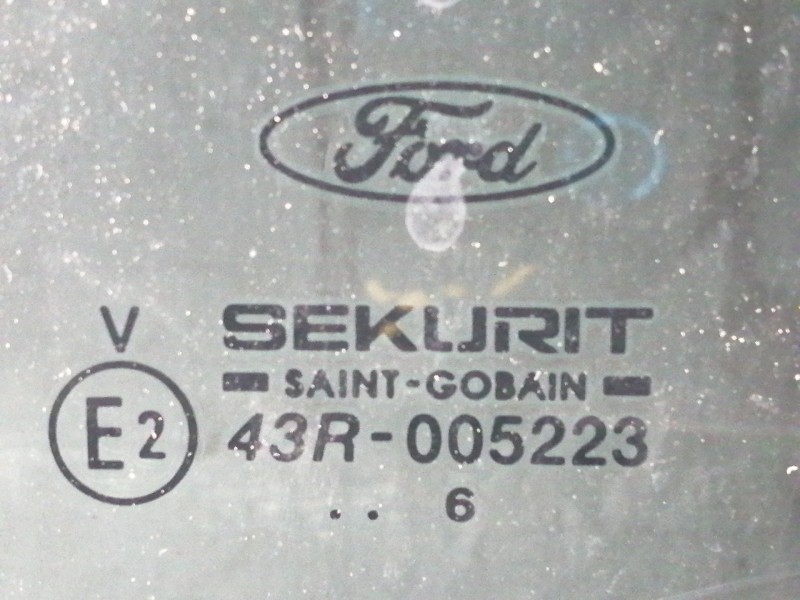 Ford
V
SEKURIT
SAINT-GOBAIN
E2
43R-005223
.. 6